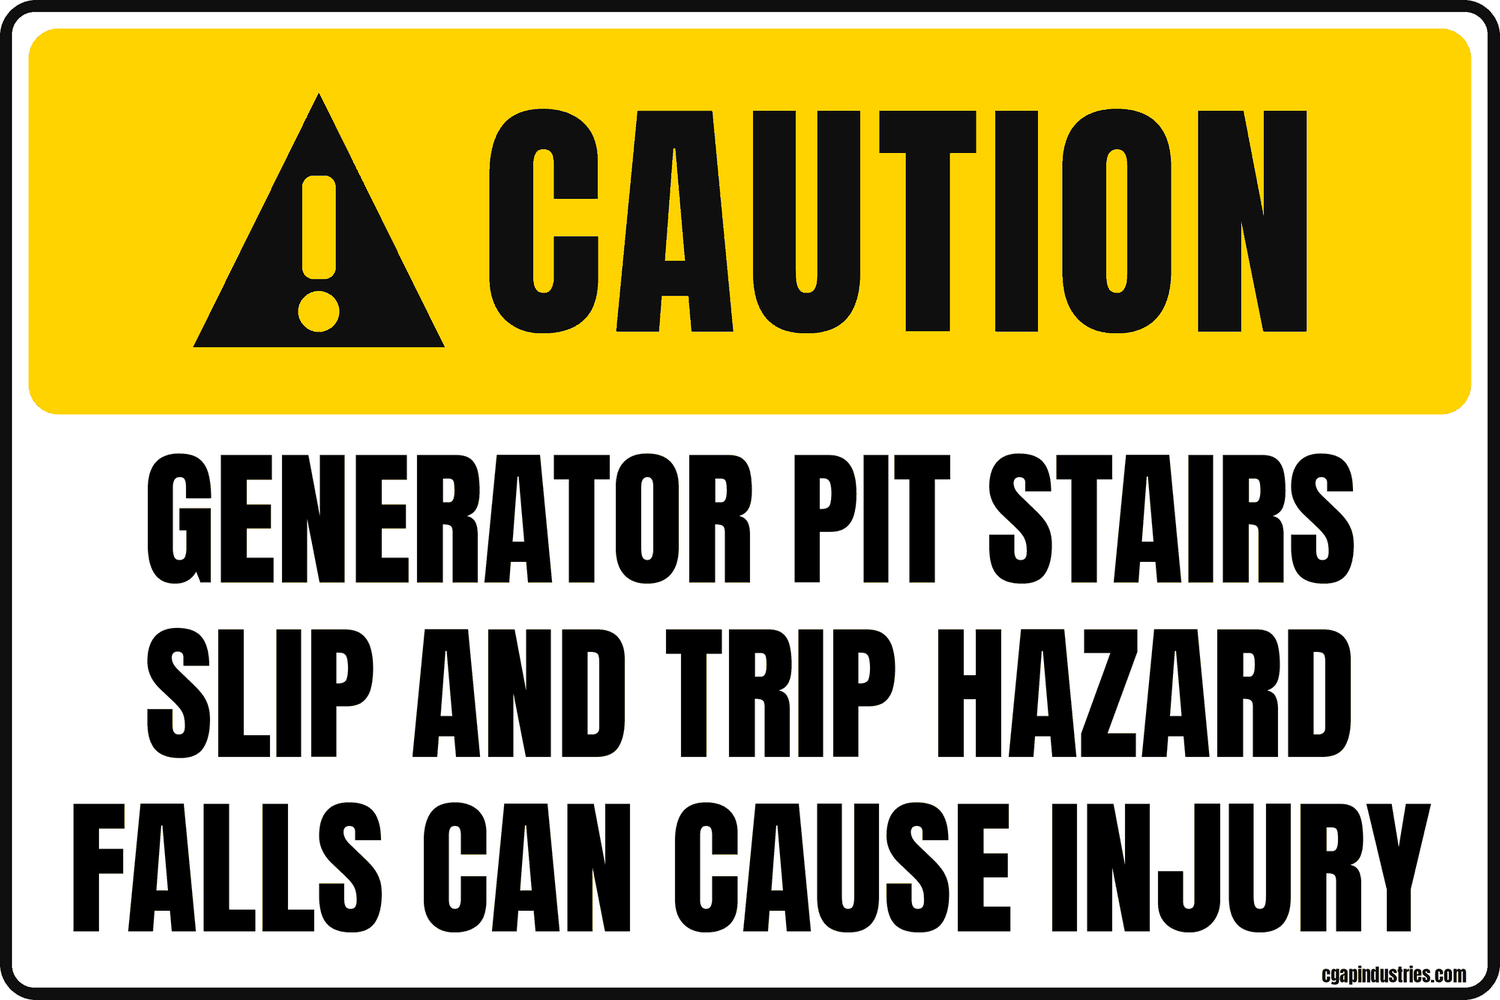 CAUTION
GENERATOR PIT STAIRS
SLIP AND TRIP HAZARD
FALLS CAN CAUSE INJURY
cgapindustries.com